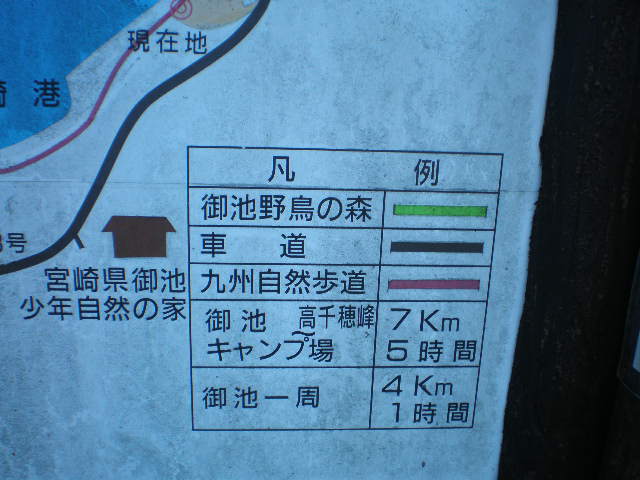 現在地
崎港
号
宮崎県御池
少年自然の家
凡 例
御池野鳥の森
車 道
九州自然歩道
御池 ~ 高千穂峰 7Km
キャンプ場 5時間
御池一周 4Km
1時間